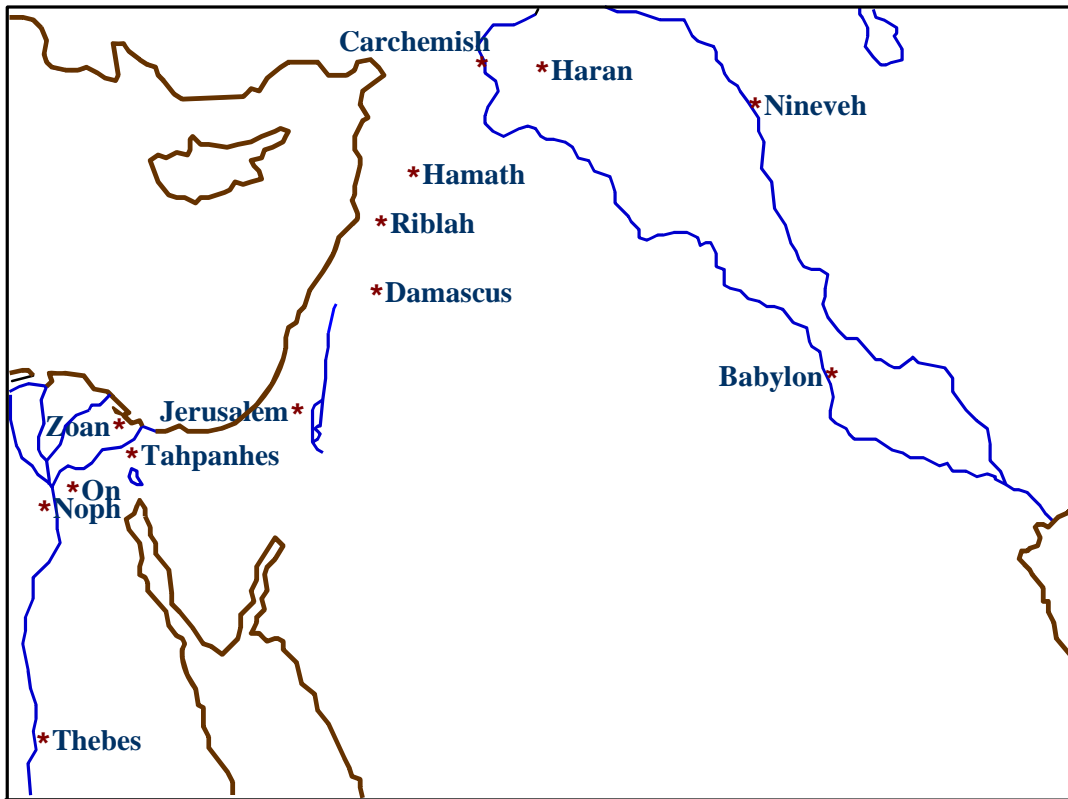 Carchemish
*Haran
*Nineveh
*Hamath
*Riblah
*Damascus
Babylon*
Jerusalem*
Zoan*
*Tahpanhes
*On
*Noph
*Thebes